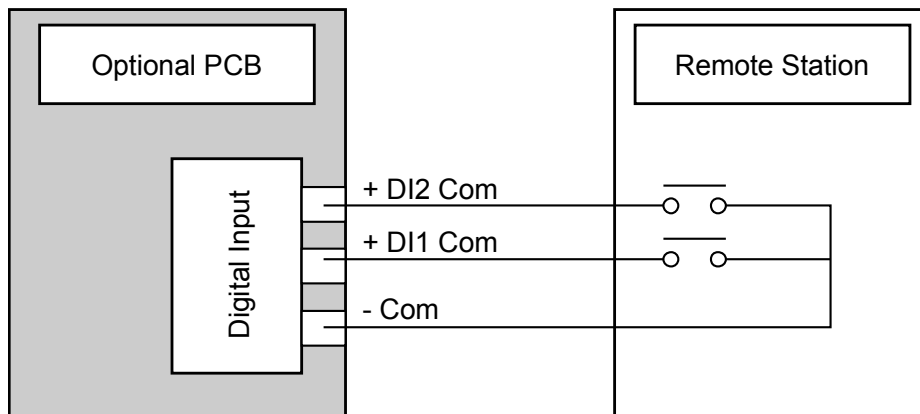 Optional PCB
Remote Station
Digital Input
+ DI2 Com
+ DI1 Com
- Com